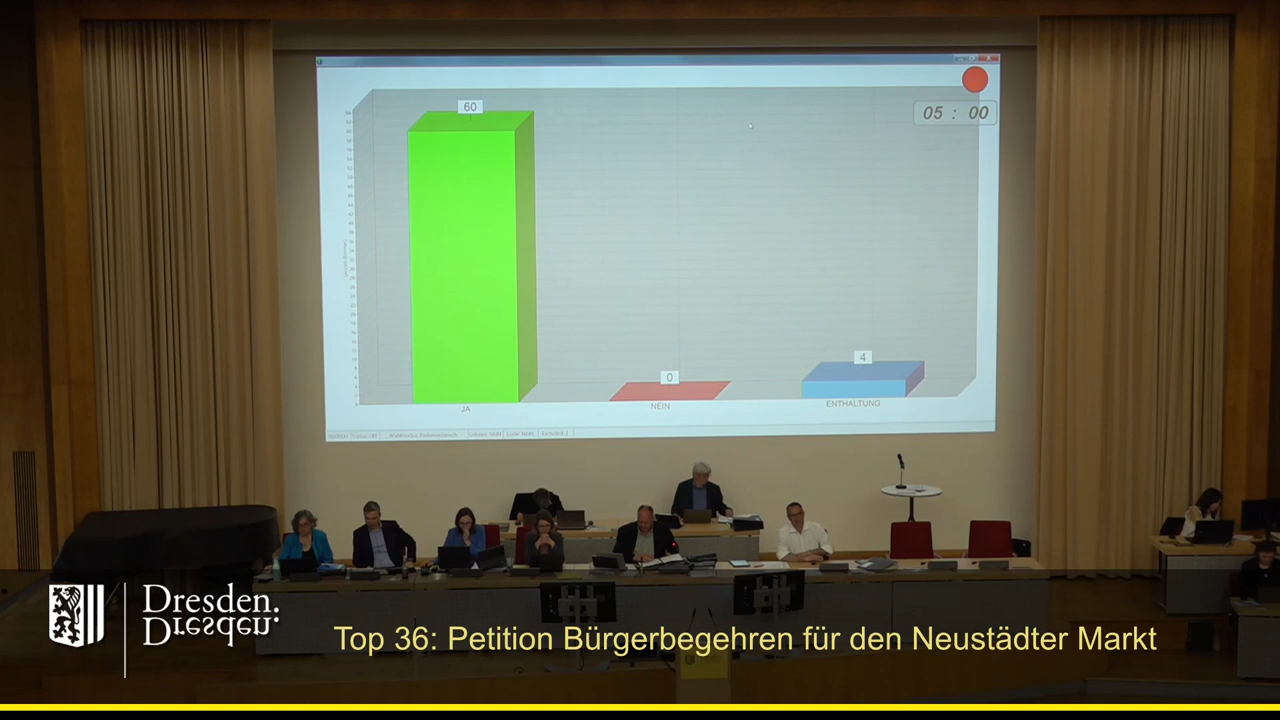 60
05 : 00
0
4
JA
NEIN
ENTHALTUNG
Dresden.
Dresden.
Top 36: Petition Bürgerbegehren für den Neustädter Markt